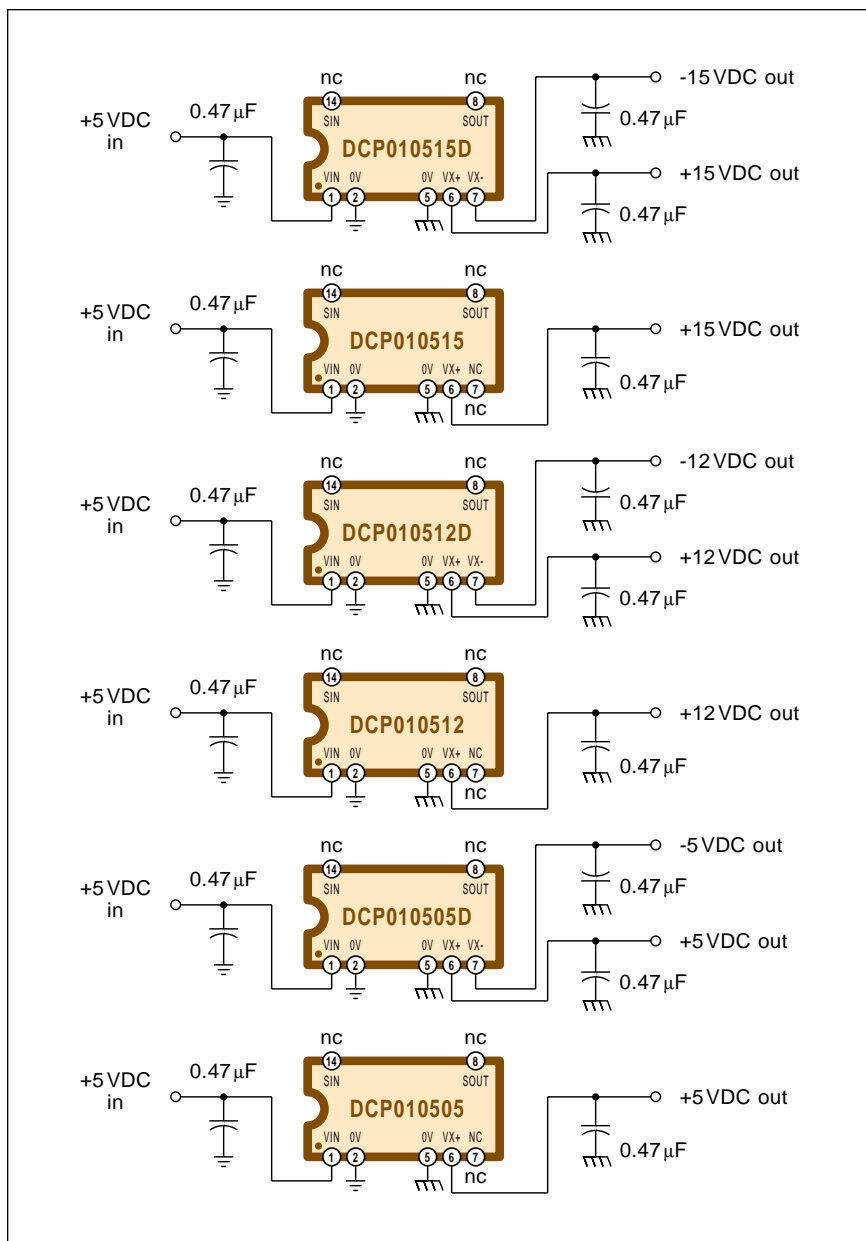 nc nc
-15 VDC out
+5 VDC in
0.47 µF
14 8
SIN SOUT
0.47 µF
DCP010515D
+15 VDC out
VIN 0V 0V VX+ VX-
1 2 5 6 7
0.47 µF
nc nc
+5 VDC in
0.47 µF
14 8
SIN SOUT
+15 VDC out
DCP010515
VIN 0V 0V VX+ NC
1 2 5 6 7
0.47 µF
nc
nc nc
-12 VDC out
+5 VDC in
0.47 µF
14 8
SIN SOUT
0.47 µF
DCP010512D
+12 VDC out
VIN 0V 0V VX+ VX-
1 2 5 6 7
0.47 µF
nc nc
+5 VDC in
0.47 µF
14 8
SIN SOUT
+12 VDC out
DCP010512
VIN 0V 0V VX+ NC
1 2 5 6 7
0.47 µF
nc
nc nc
-5 VDC out
+5 VDC in
0.47 µF
14 8
SIN SOUT
0.47 µF
DCP010505D
+5 VDC out
VIN 0V 0V VX+ VX-
1 2 5 6 7
0.47 µF
nc nc
+5 VDC in
0.47 µF
14 8
SIN SOUT
+5 VDC out
DCP010505
VIN 0V 0V VX+ NC
1 2 5 6 7
0.47 µF
nc